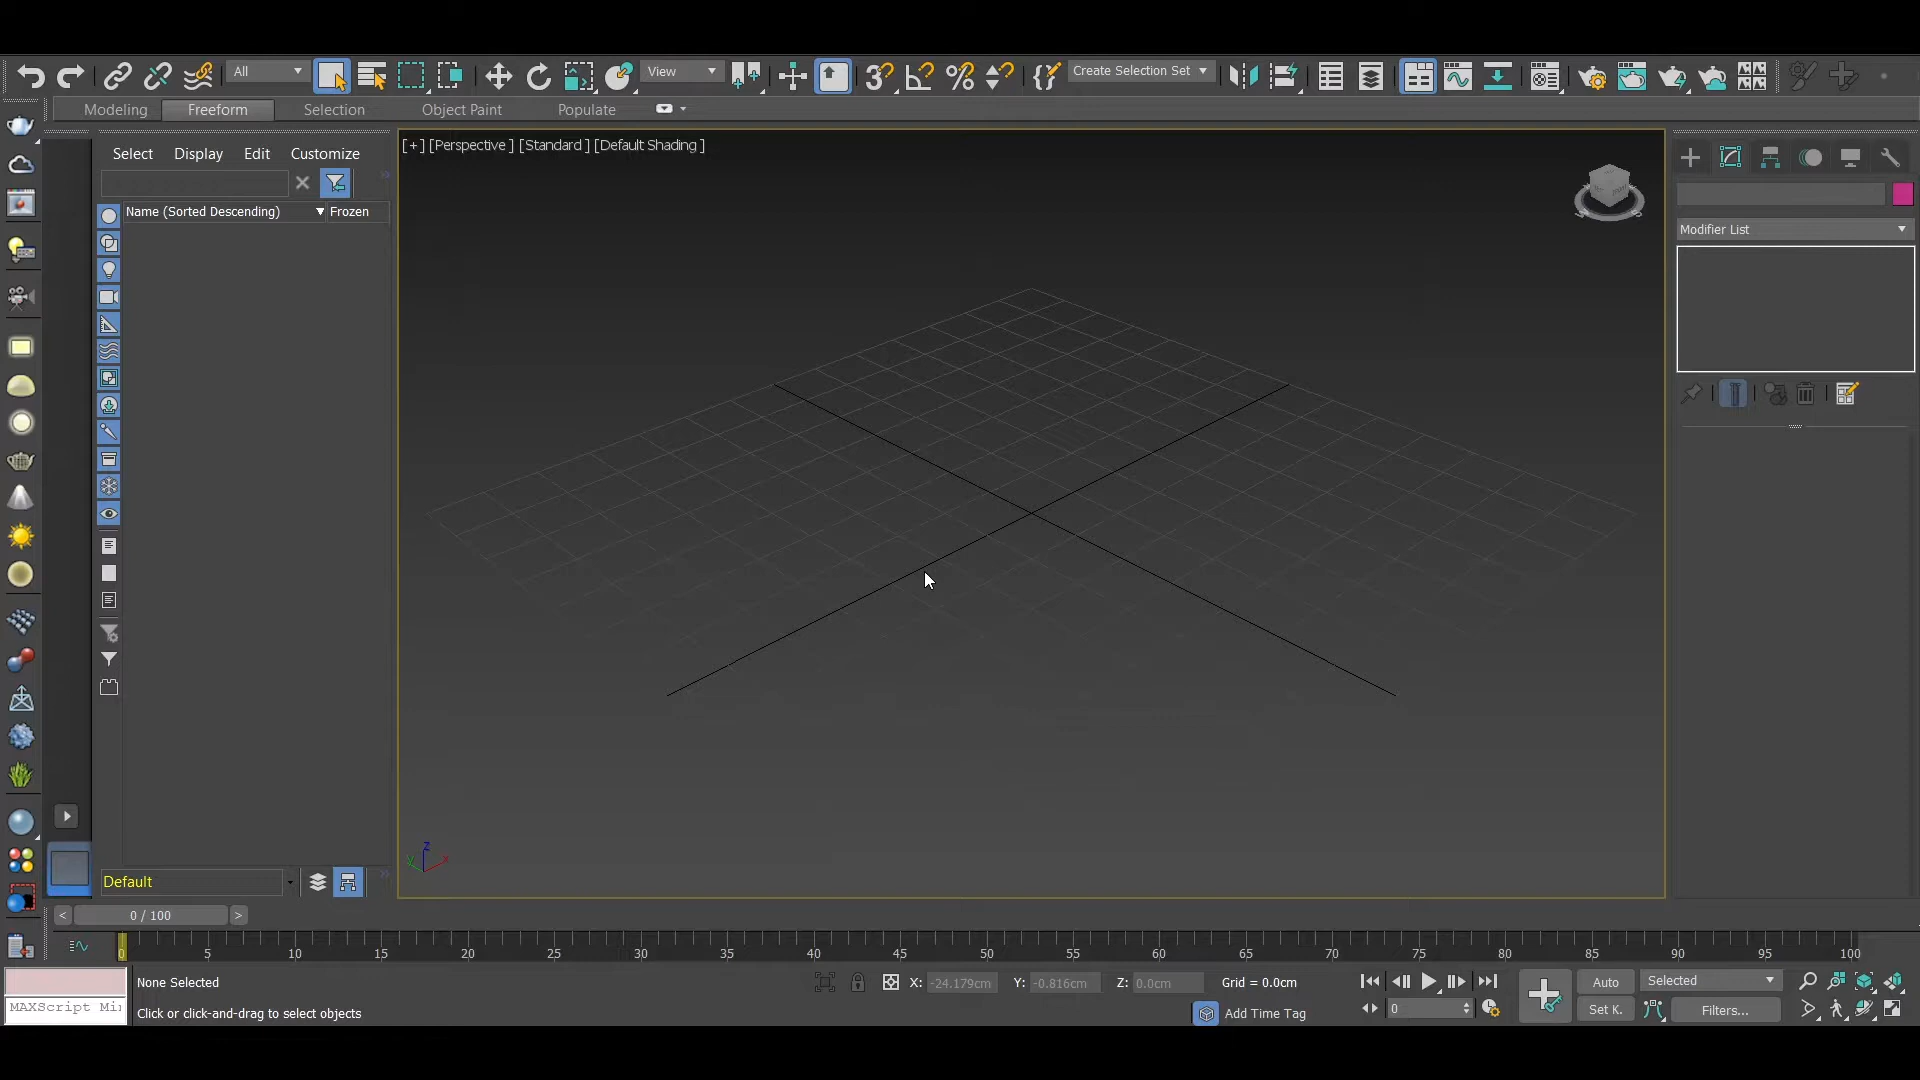 All
View
Create Selection Set
Modeling
Freeform
Selection
Object Paint
Populate
[+] [Perspective ] [Standard ] [Default Shading ]
Select
Display
Edit
Customize
Name (Sorted Descending)
Frozen
Modifier List
z
y
x
Default
< 0 / 100 >
0 5 10 15 20 25 30 35 40 45 50 55 60 65 70 75 80 85 90 95 100
None Selected
X: -24.179cm
Y: -0.816cm
Z: 0.0cm
Grid = 0.0cm
Auto
Selected
MAXScript Mi
Click or click-and-drag to select objects
Add Time Tag
0
Set K.
Filters...